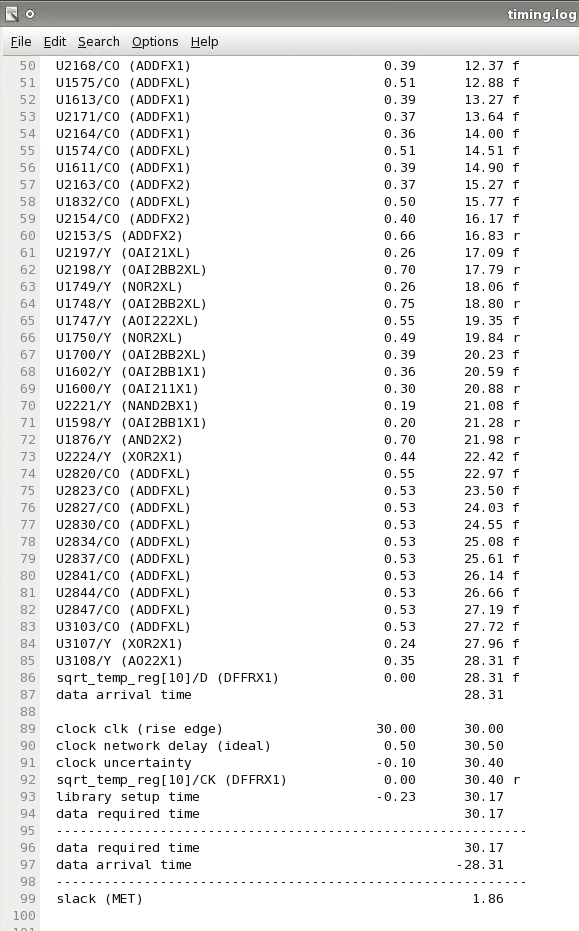 timing.log
File Edit Search Options Help
50 U2168/CO (ADDFX1) 0.39 12.37 f
51 U1575/CO (ADDFXL) 0.51 12.88 f
52 U1613/CO (ADDFX1) 0.39 13.27 f
53 U2171/CO (ADDFX1) 0.37 13.64 f
54 U2164/CO (ADDFX1) 0.36 14.00 f
55 U1574/CO (ADDFXL) 0.51 14.51 f
56 U1611/CO (ADDFX1) 0.39 14.90 f
57 U2163/CO (ADDFX2) 0.37 15.27 f
58 U1832/CO (ADDFXL) 0.50 15.77 f
59 U2154/CO (ADDFX2) 0.40 16.17 f
60 U2153/S (ADDFX2) 0.66 16.83 r
61 U2197/Y (OAI21XL) 0.26 17.09 f
62 U2198/Y (OAI2BB2XL) 0.70 17.79 r
63 U1749/Y (NOR2XL) 0.26 18.06 f
64 U1748/Y (OAI2BB2XL) 0.75 18.80 r
65 U1747/Y (AOI222XL) 0.55 19.35 f
66 U1750/Y (NOR2XL) 0.49 19.84 r
67 U1700/Y (OAI2BB2XL) 0.39 20.23 f
68 U1602/Y (OAI2BB1X1) 0.36 20.59 f
69 U1600/Y (OAI211X1) 0.30 20.88 r
70 U2221/Y (NAND2BX1) 0.19 21.08 f
71 U1598/Y (OAI2BB1X1) 0.20 21.28 r
72 U1876/Y (AND2X2) 0.70 21.98 r
73 U2224/Y (XOR2X1) 0.44 22.42 f
74 U2820/CO (ADDFXL) 0.55 22.97 f
75 U2823/CO (ADDFXL) 0.53 23.50 f
76 U2827/CO (ADDFXL) 0.53 24.03 f
77 U2830/CO (ADDFXL) 0.53 24.55 f
78 U2834/CO (ADDFXL) 0.53 25.08 f
79 U2837/CO (ADDFXL) 0.53 25.61 f
80 U2841/CO (ADDFXL) 0.53 26.14 f
81 U2844/CO (ADDFXL) 0.53 26.66 f
82 U2847/CO (ADDFXL) 0.53 27.19 f
83 U3103/CO (ADDFXL) 0.53 27.72 f
84 U3107/Y (XOR2X1) 0.24 27.96 f
85 U3108/Y (AO22X1) 0.35 28.31 f
86 sqrt_temp_reg[10]/D (DFFRX1) 0.00 28.31 f
87 data arrival time 28.31
88
89 clock clk (rise edge) 30.00 30.00
90 clock network delay (ideal) 0.50 30.50
91 clock uncertainty -0.10 30.40
92 sqrt_temp_reg[10]/CK (DFFRX1) 0.00 30.40 r
93 library setup time -0.23 30.17
94 data required time 30.17
95 -----------------------------------------------------------
96 data required time 30.17
97 data arrival time -28.31
98 -----------------------------------------------------------
99 slack (MET) 1.86
100